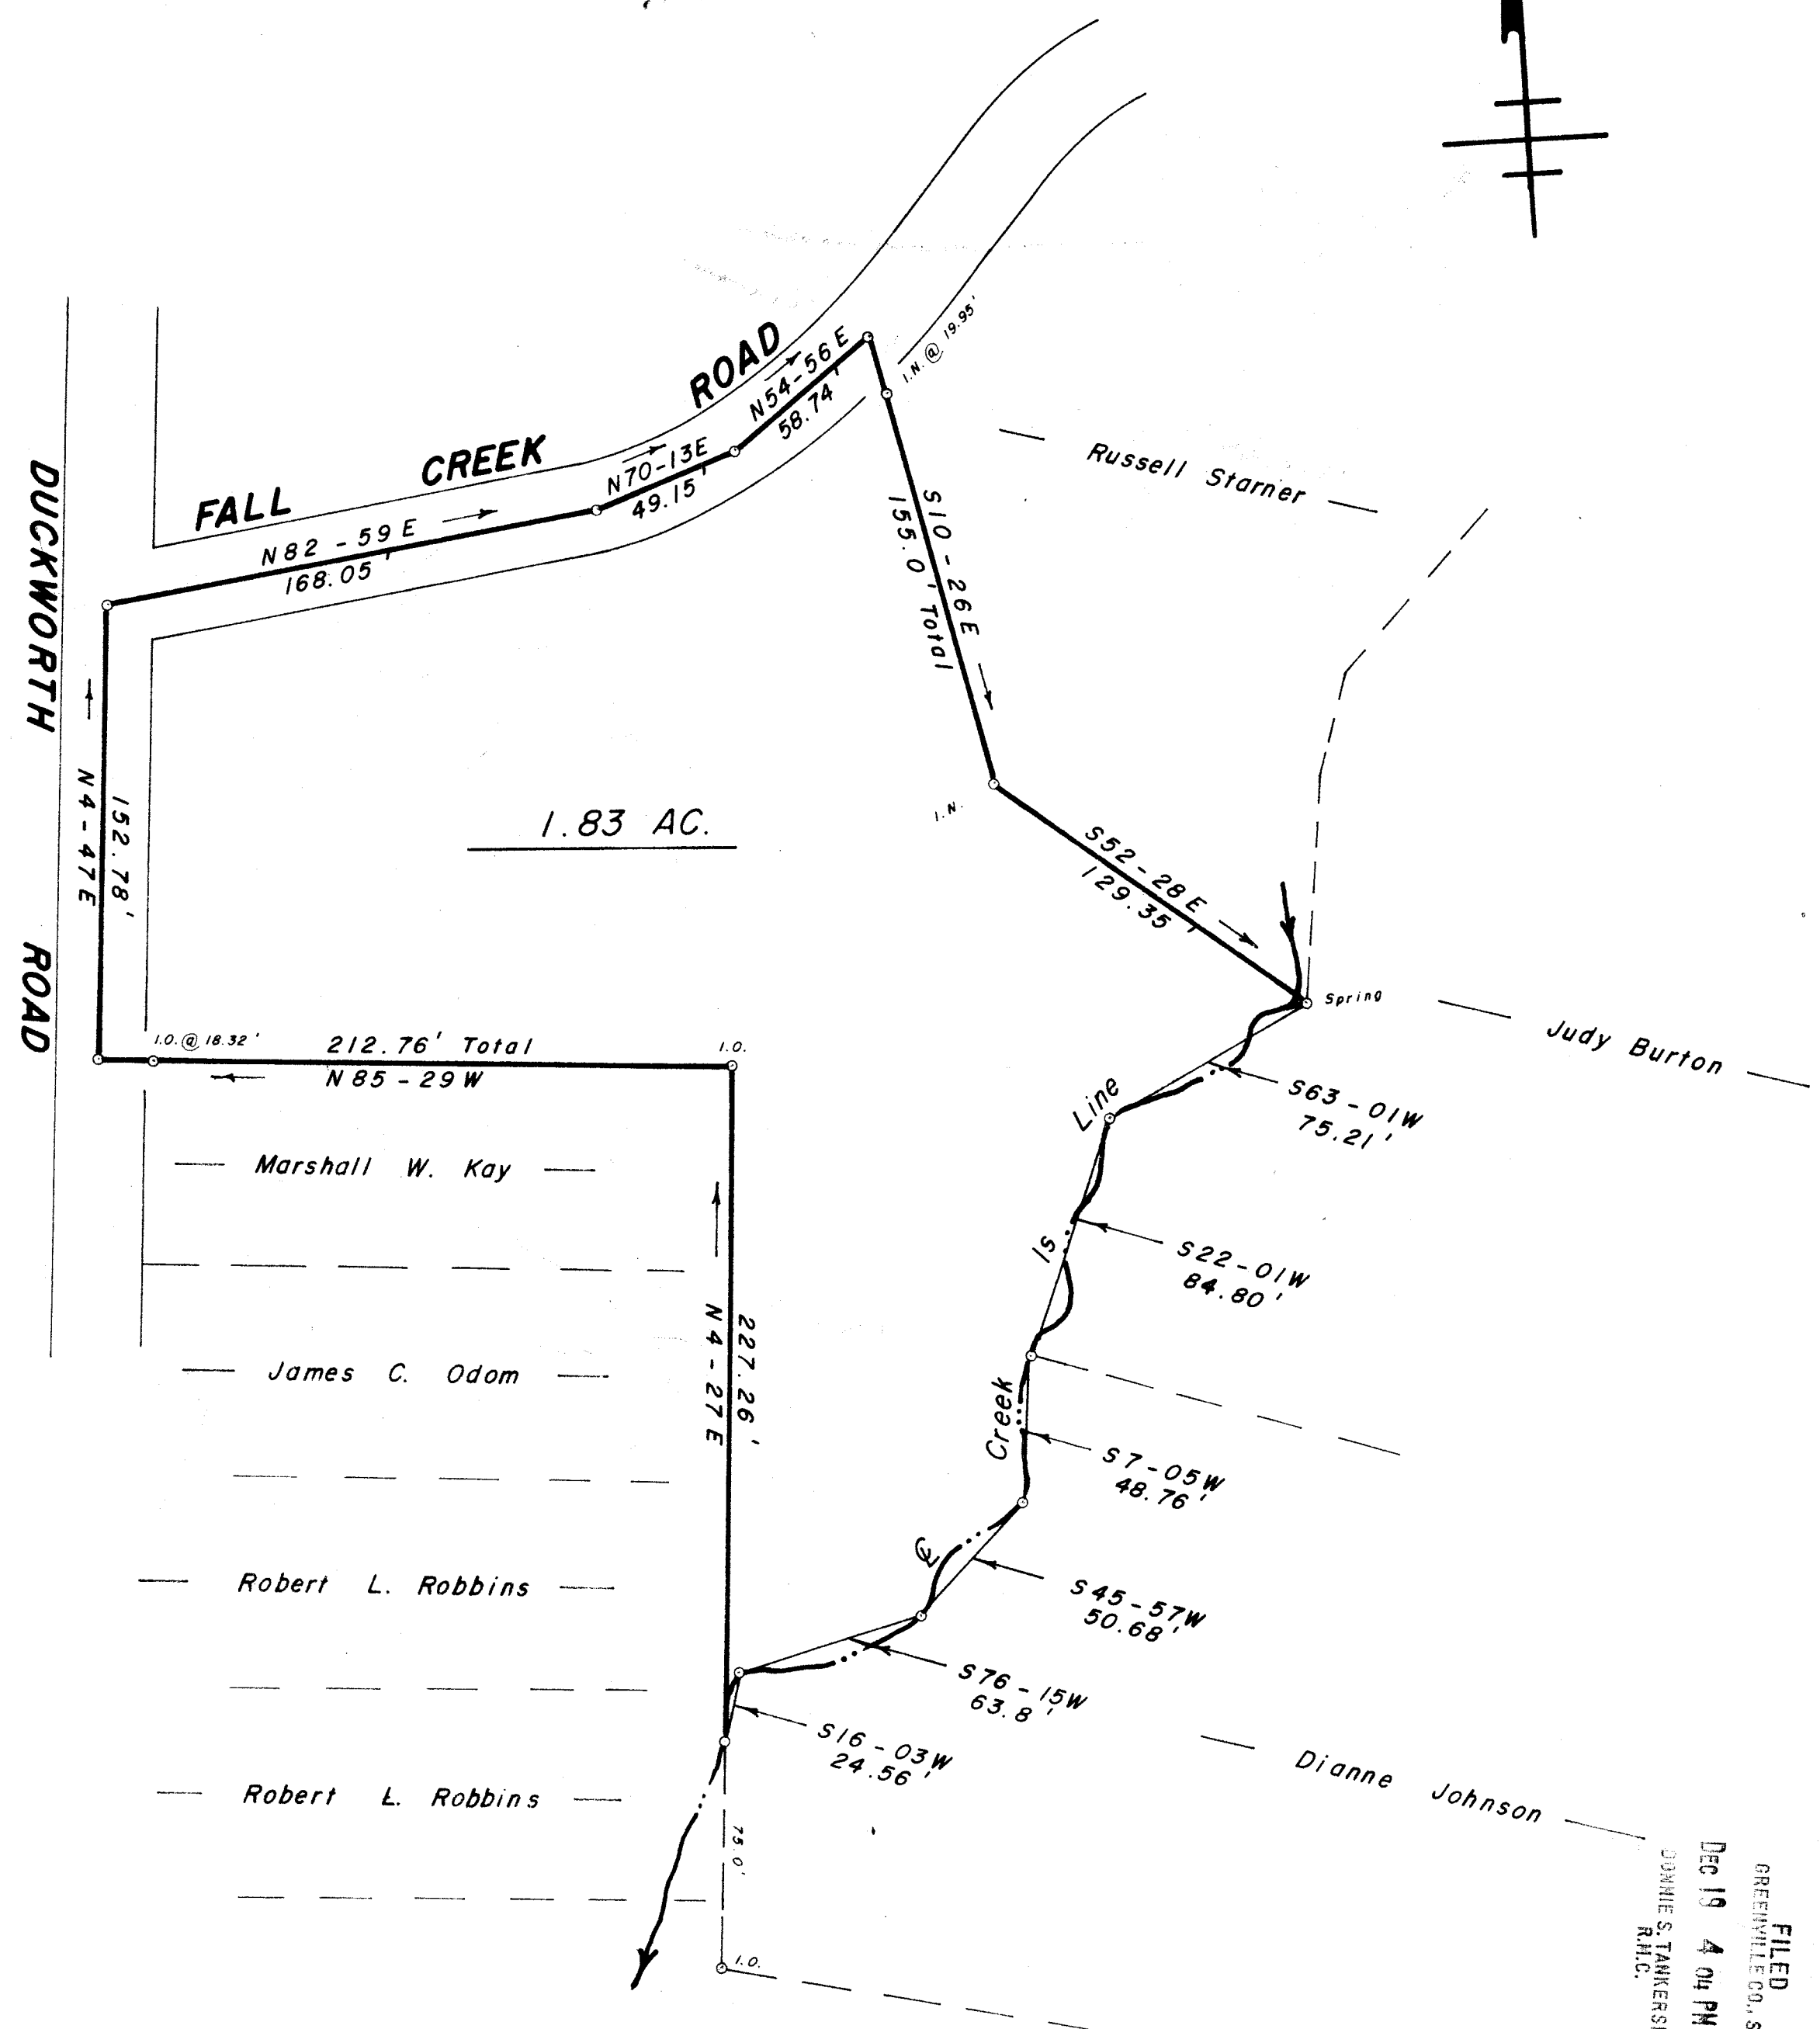 FALL CREEK ROAD
N82-59E
168.05'
N70-13E
49.15'
N54-56E
58.74'
I.N. @ 19.95'
S10-26E
155.0' Total
Russell Starner
DUCKWORTH ROAD
152.78'
N4-47E
1.83 AC.
I.N.
S52-28E
129.35'
Spring
Judy Burton
I.O. @ 18.32'
212.76' Total
N85-29W
I.O.
S63-01W
75.21'
Marshall W. Kay
S22-01W
84.80'
James C. Odom
227.26'
N4-27E
℄ Creek Is Line
S7-05W
48.76'
Robert L. Robbins
S45-57W
50.68'
S76-15W
63.8'
S16-03W
24.56'
Robert L. Robbins
75.0'
I.O.
Dianne Johnson
FILED
GREENVILLE CO., S
DEC 19 4 04 PM
DONNIE S. TANKERSL
R.M.C.